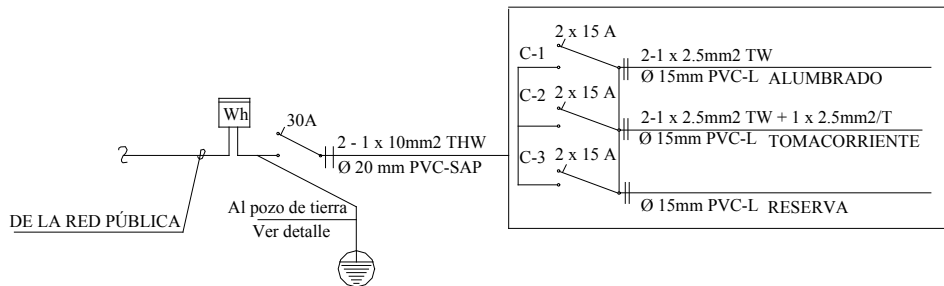 2 x 15 A
C-1
2-1 x 2.5mm2 TW
Ø 15mm PVC-L ALUMBRADO
2 x 15 A
C-2
2-1 x 2.5mm2 TW + 1 x 2.5mm2/T
Ø 15mm PVC-L TOMACORRIENTE
2 x 15 A
C-3
Ø 15mm PVC-L RESERVA
Wh
30A
2 - 1 x 10mm2 THW
Ø 20 mm PVC-SAP
DE LA RED PÚBLICA
Al pozo de tierra
Ver detalle